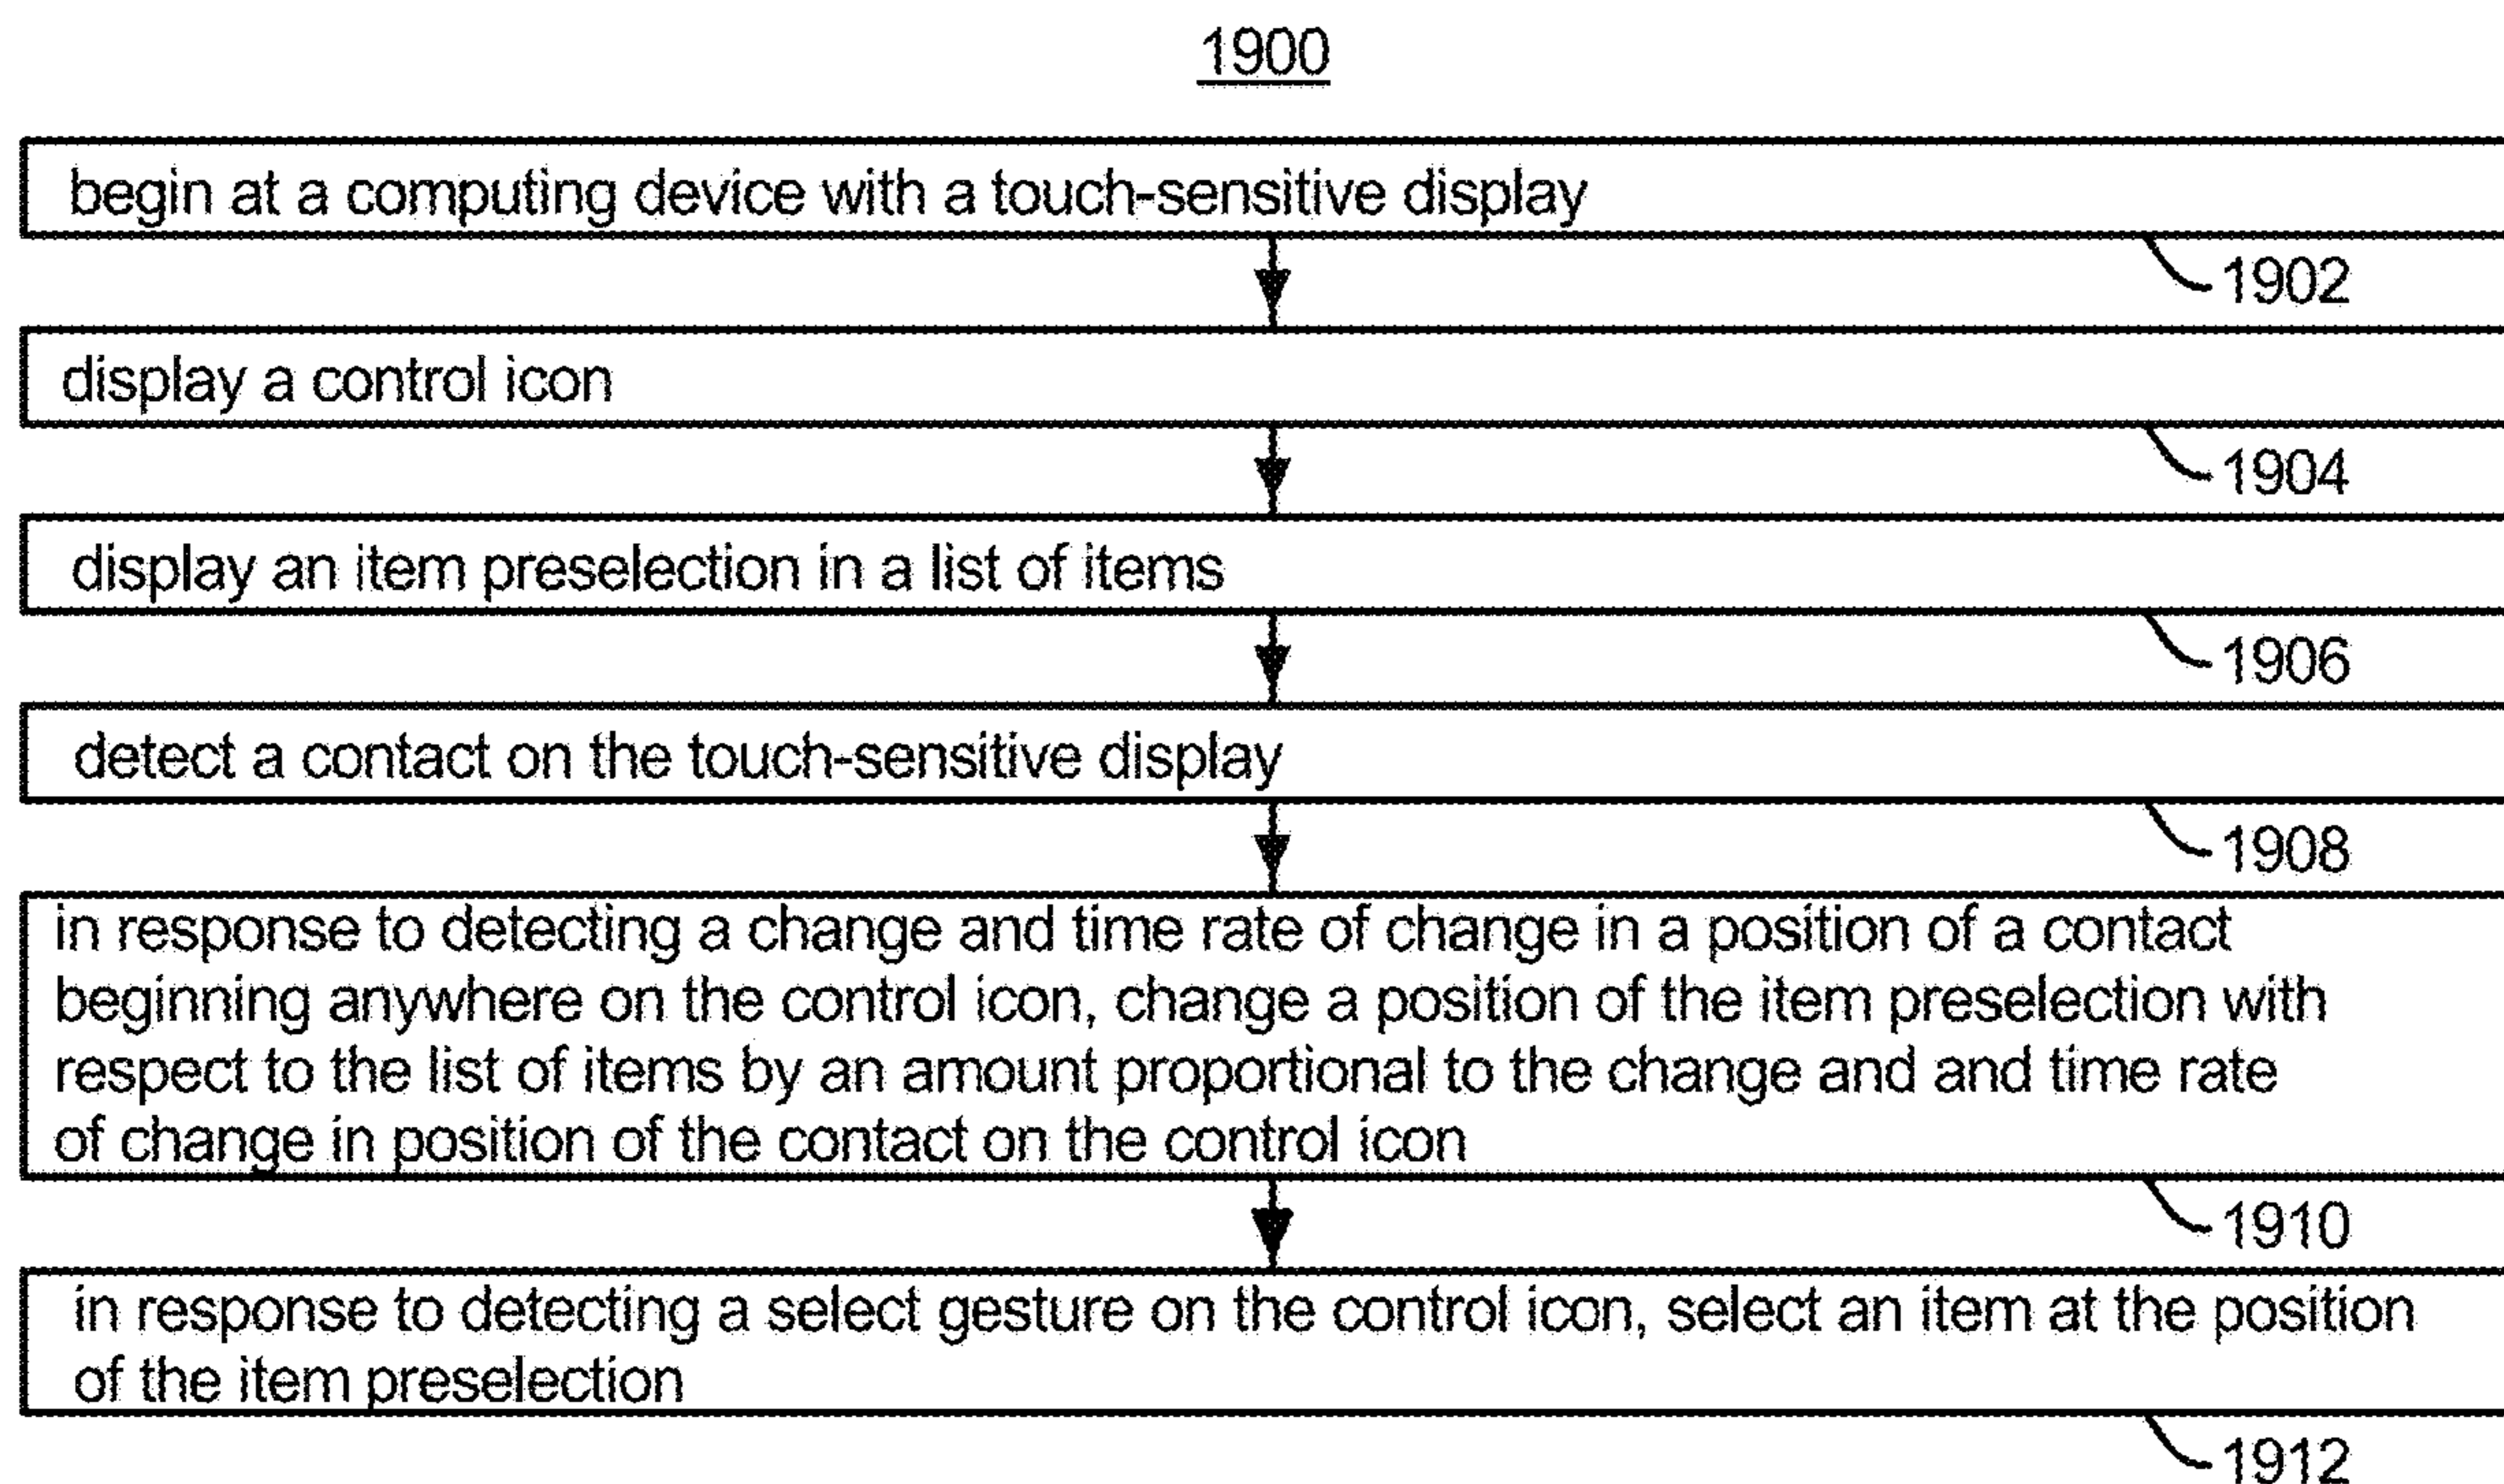 1900
begin at a computing device with a touch-sensitive display
1902
display a control icon
1904
display an item preselection in a list of items
1906
detect a contact on the touch-sensitive display
1908
in response to detecting a change and time rate of change in a position of a contact
beginning anywhere on the control icon, change a position of the item preselection with
respect to the list of items by an amount proportional to the change and and time rate
of change in position of the contact on the control icon
1910
in response to detecting a select gesture on the control icon, select an item at the position
of the item preselection
1912